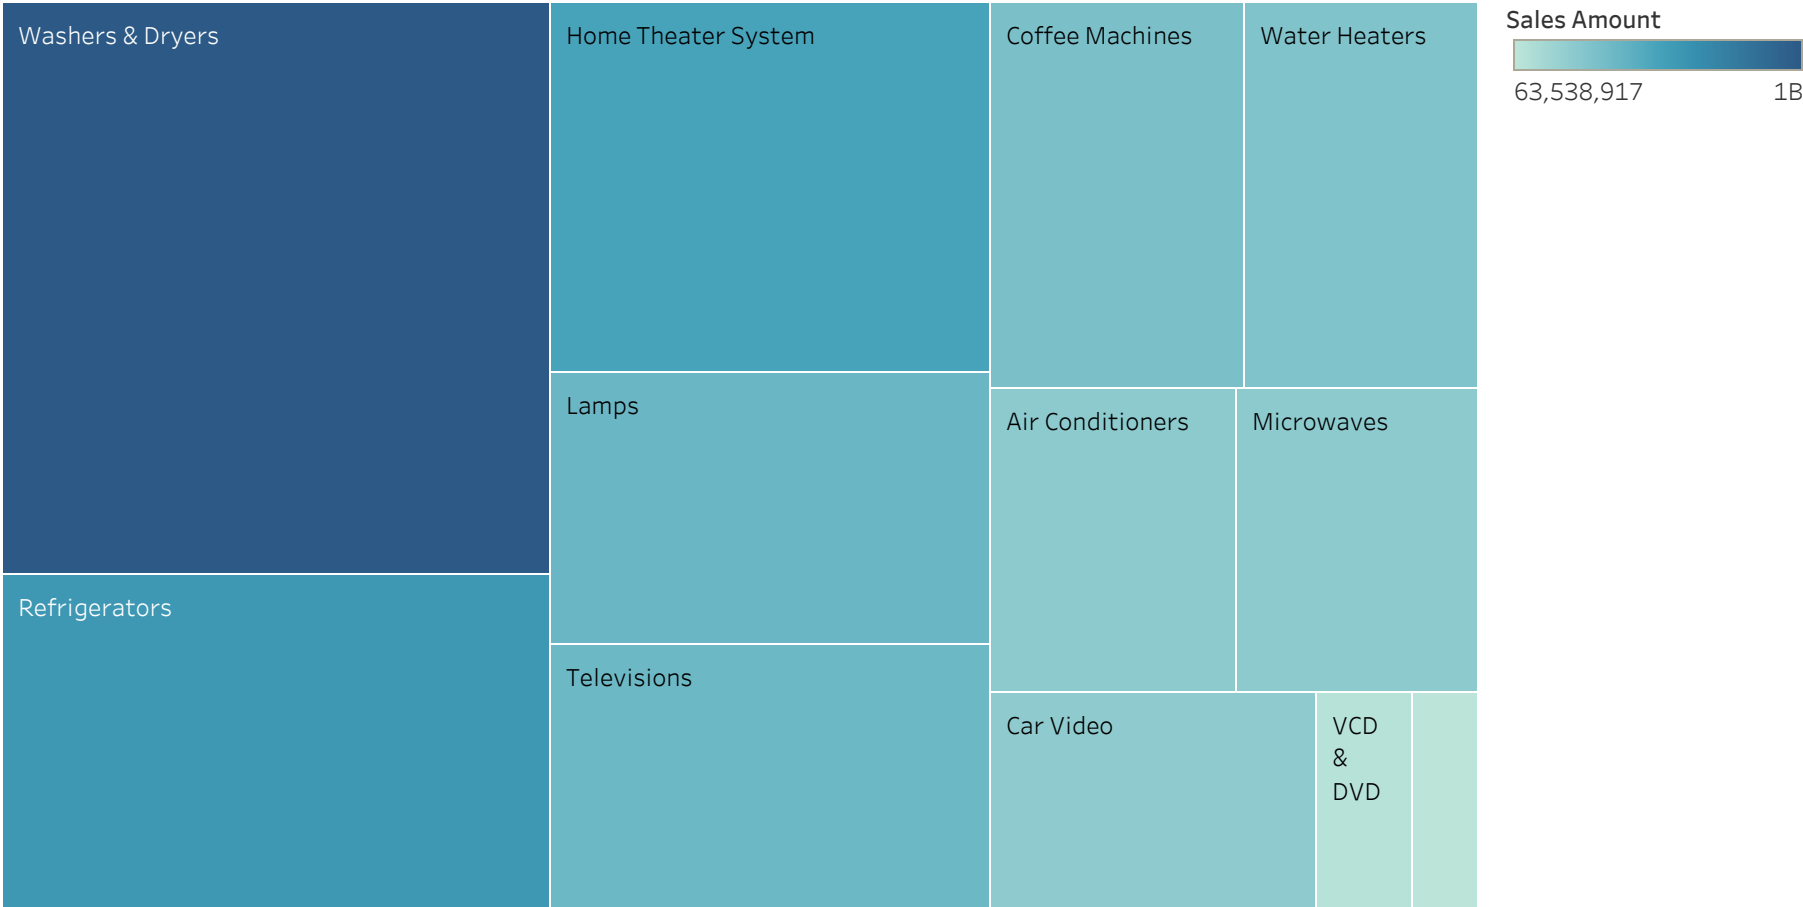 Washers & Dryers
Refrigerators
Home Theater System
Lamps
Televisions
Coffee Machines
Water Heaters
Air Conditioners
Microwaves
Car Video
VCD
&
DVD
Sales Amount
63,538,917
1B